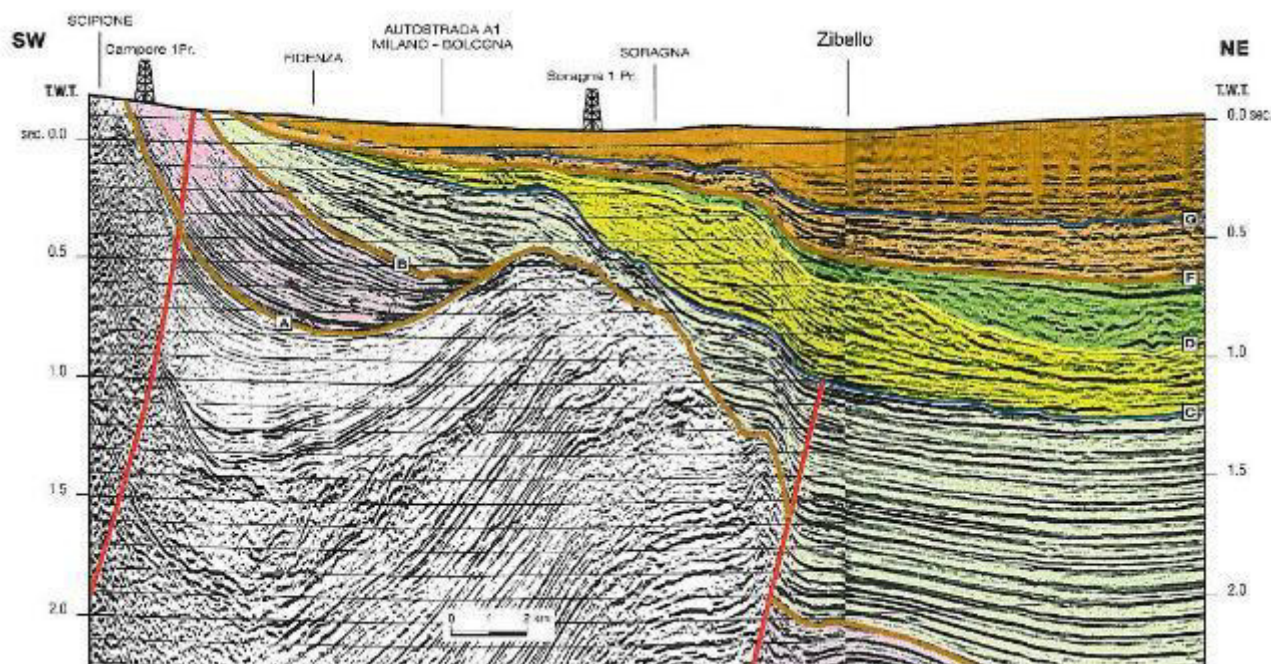 SCIPIONE
SW
Campore 1Pr.
FIDENZA
AUTOSTRADA A1
MILANO - BOLOGNA
SORAGNA
Soragna 1 Pr.
Zibello
NE
T.W.T.
T.W.T.
sec. 0.0
0.0 sec.
0.5
0.5
1.0
1.0
1.5
1.5
2.0
2.0
A
B
G
F
D
C
0
1
2 km